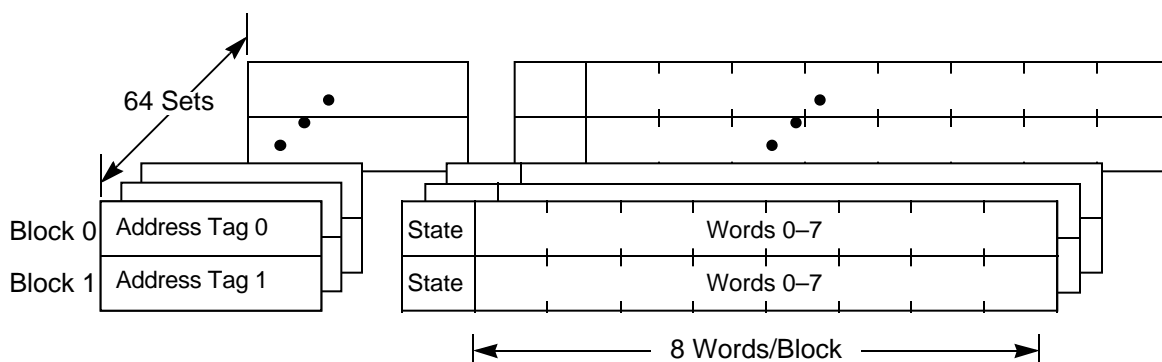 64 Sets
Block 0 Address Tag 0 State Words 0–7
Block 1 Address Tag 1 State Words 0–7
8 Words/Block